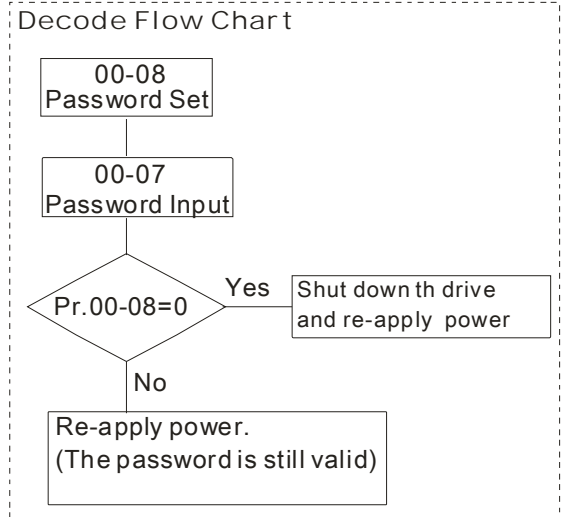 Decode Flow Chart
00-08
Password Set
00-07
Password Input
Pr.00-08=0
Yes
Shut down th drive
and re-apply power
No
Re-apply power.
(The password is still valid)